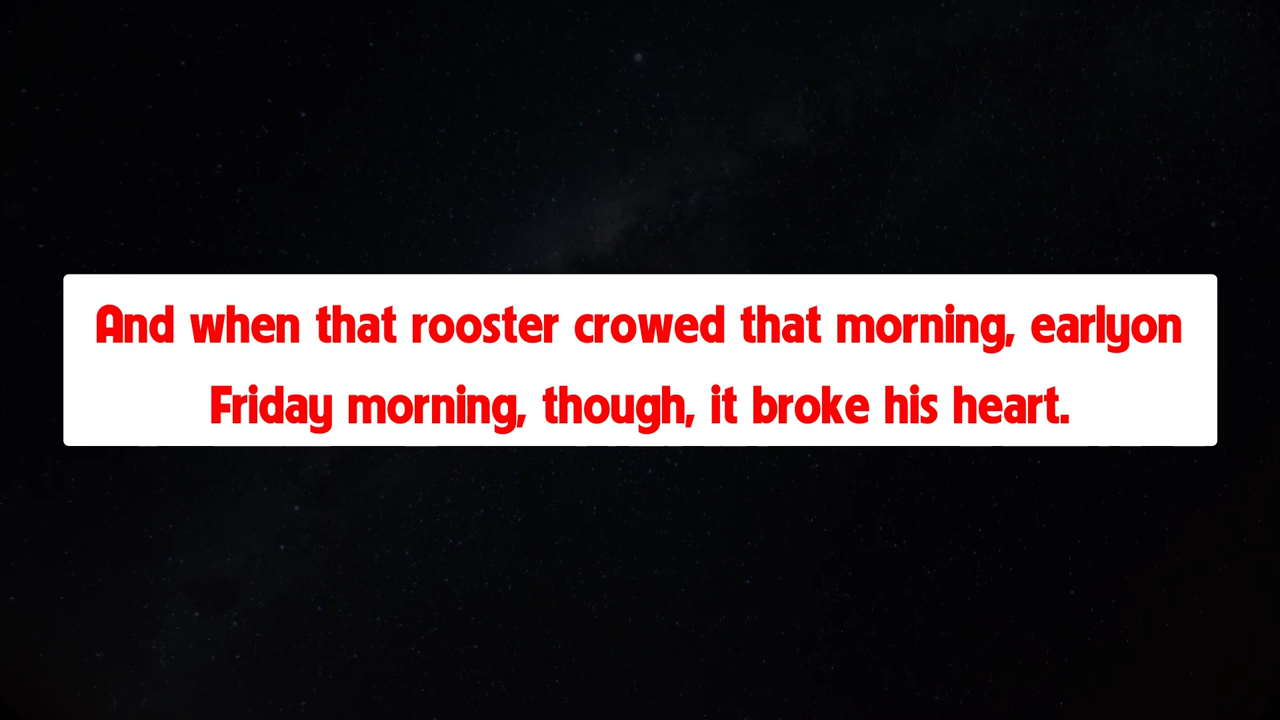 And when that rooster crowed that morning, earlyon
Friday morning, though, it broke his heart.